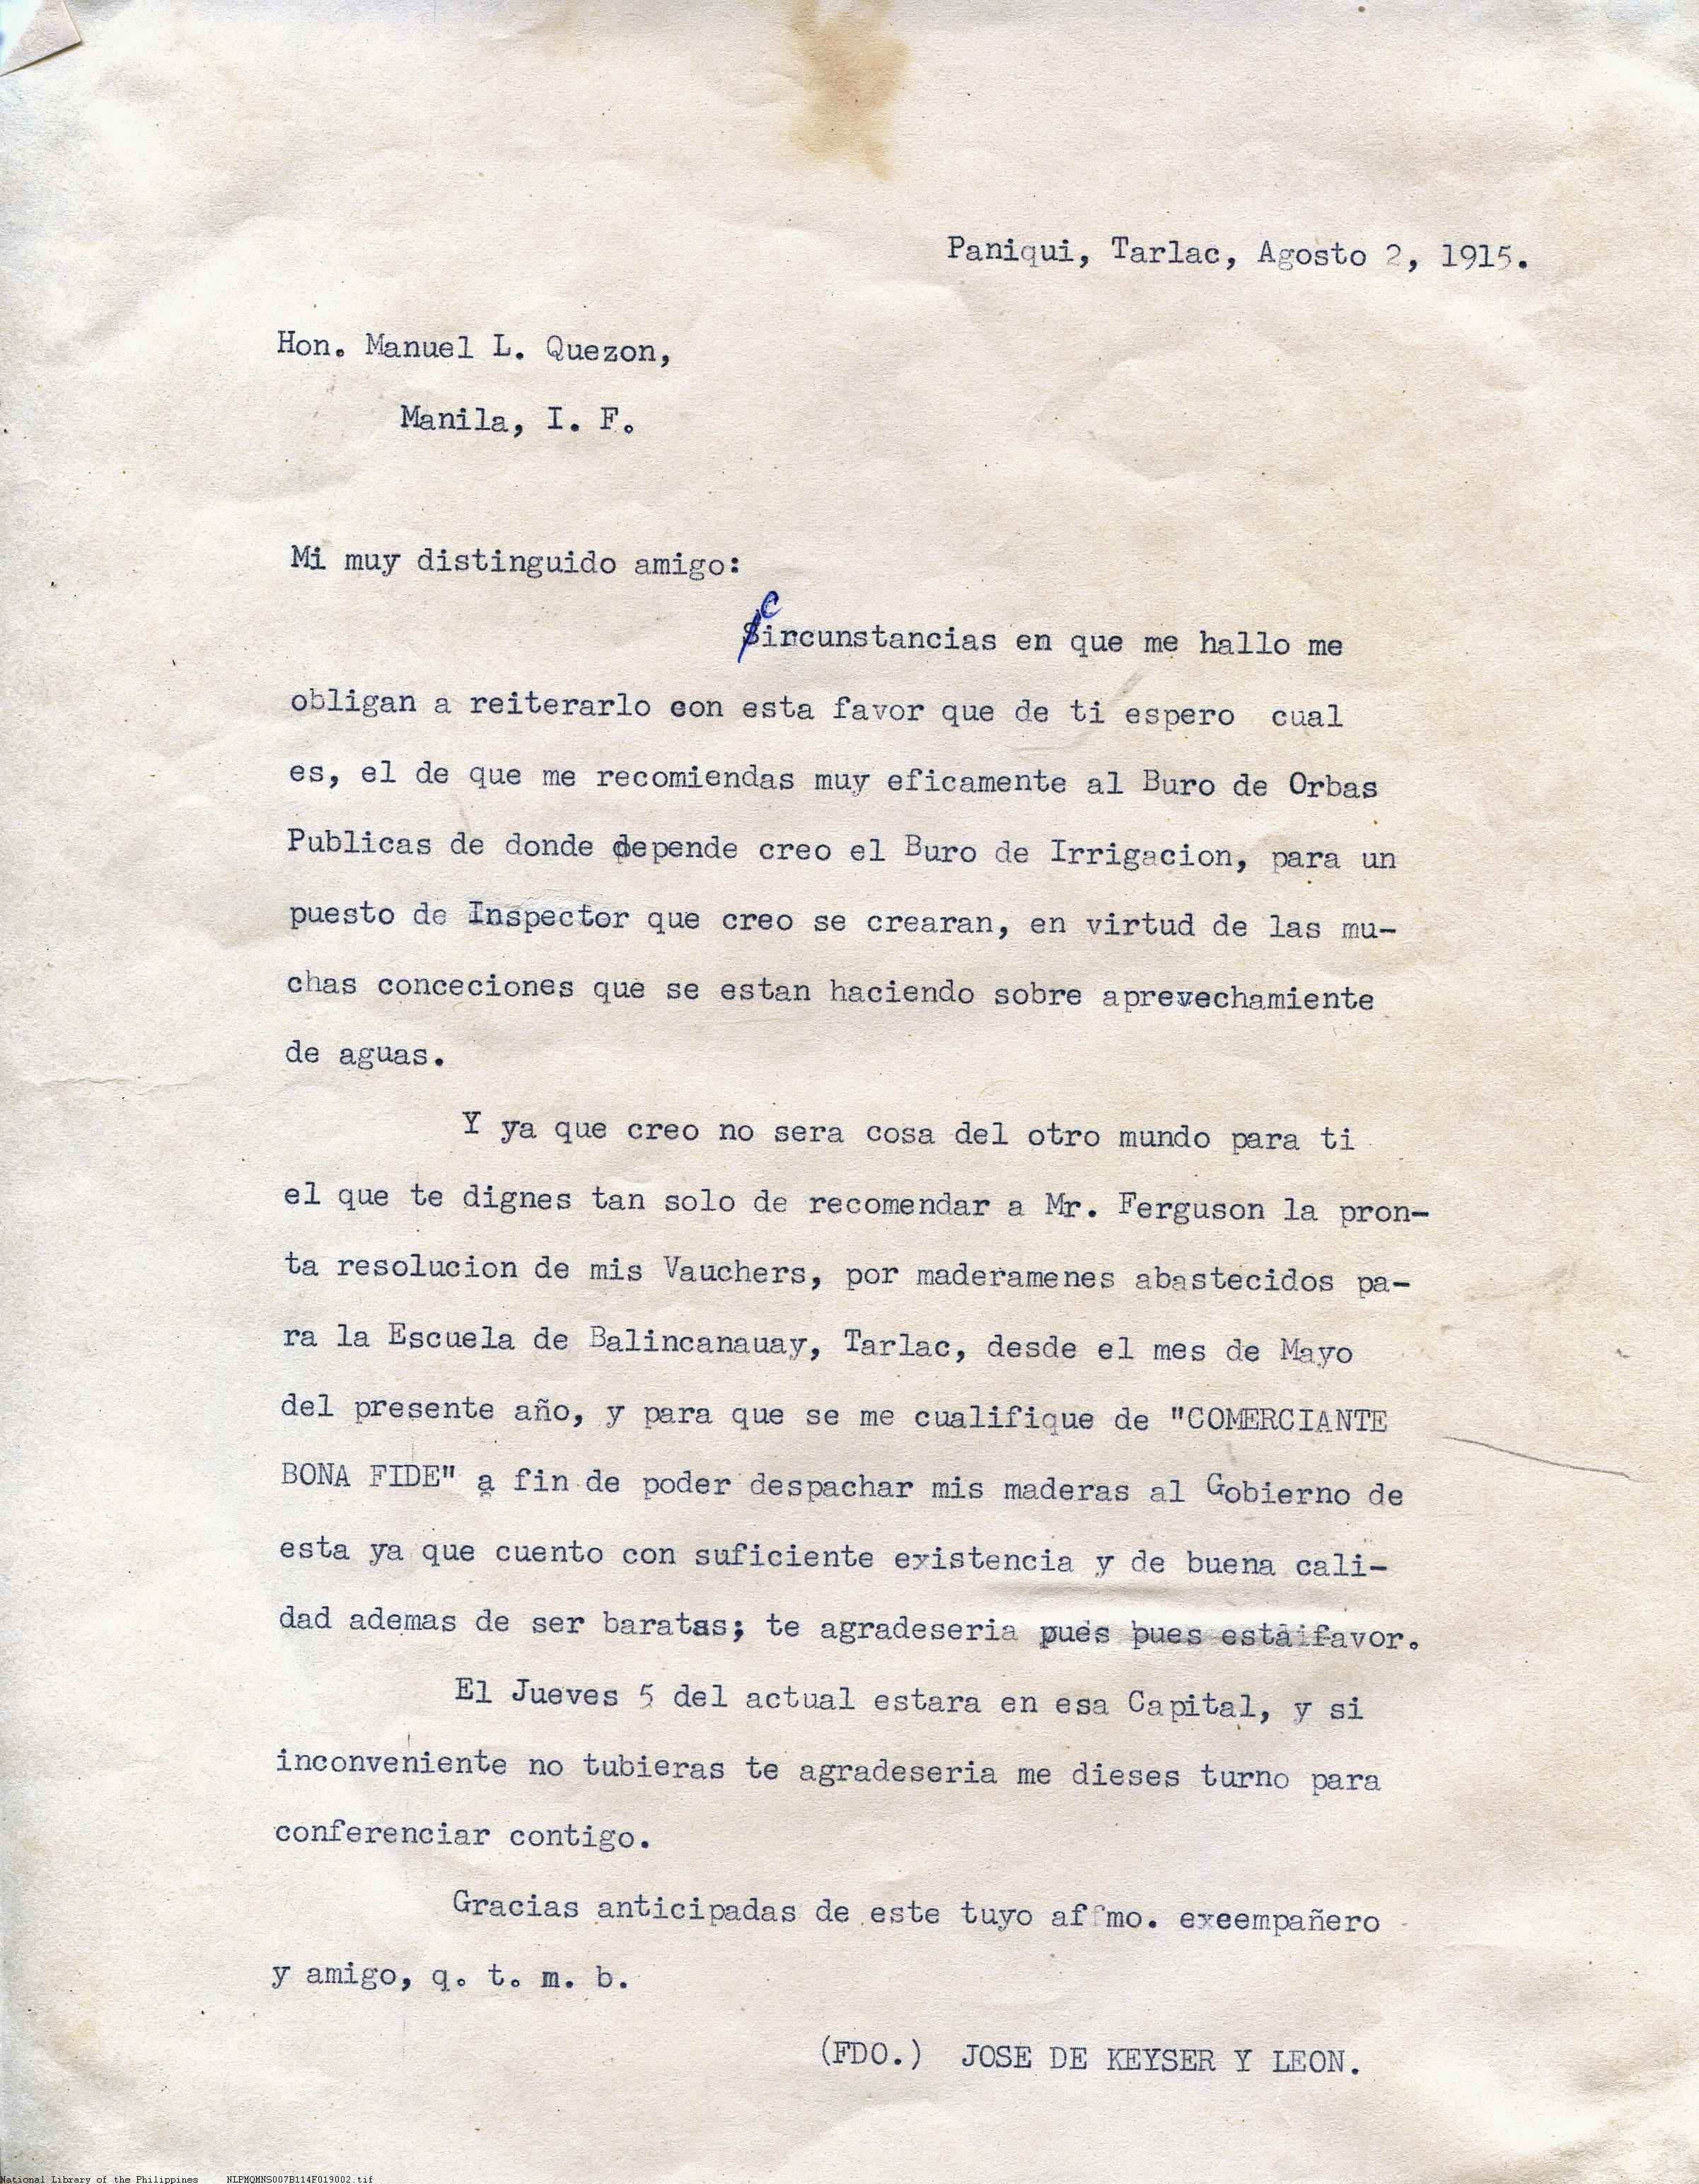 Paniqui, Tarlac, Agosto 2, 1915.
Hon. Manuel L. Quezon,
Manila, I. F.
Mi muy distinguido amigo:
Circunstancias en que me hallo me
obligan a reiterarlo con esta favor que de ti espero cual
es, el de que me recomiendas muy eficamente al Buro de Orbas
Publicas de donde depende creo el Buro de Irrigacion, para un
puesto de Inspector que creo se crearan, en virtud de las mu-
chas conceciones que se estan haciendo sobre aprevechamiente
de aguas.
Y ya que creo no sera cosa del otro mundo para ti
el que te dignes tan solo de recomendar a Mr. Ferguson la pron-
ta resolucion de mis Vauchers, por maderamenes abastecidos pa-
ra la Escuela de Balincanauay, Tarlac, desde el mes de Mayo
del presente año, y para que se me cualifique de "COMERCIANTE
BONA FIDE" a fin de poder despachar mis maderas al Gobierno de
esta ya que cuento con suficiente existencia y de buena cali-
dad ademas de ser baratas; te agradeseria pues pues esta favor.
El Jueves 5 del actual estara en esa Capital, y si
inconveniente no tubieras te agradeseria me dieses turno para
conferenciar contigo.
Gracias anticipadas de este tuyo affmo. exeempañero
y amigo, q. t. m. b.
(FDO.) JOSE DE KEYSER Y LEON.
National Library of the Philippines NLPMQMNS007B114F019002.tif